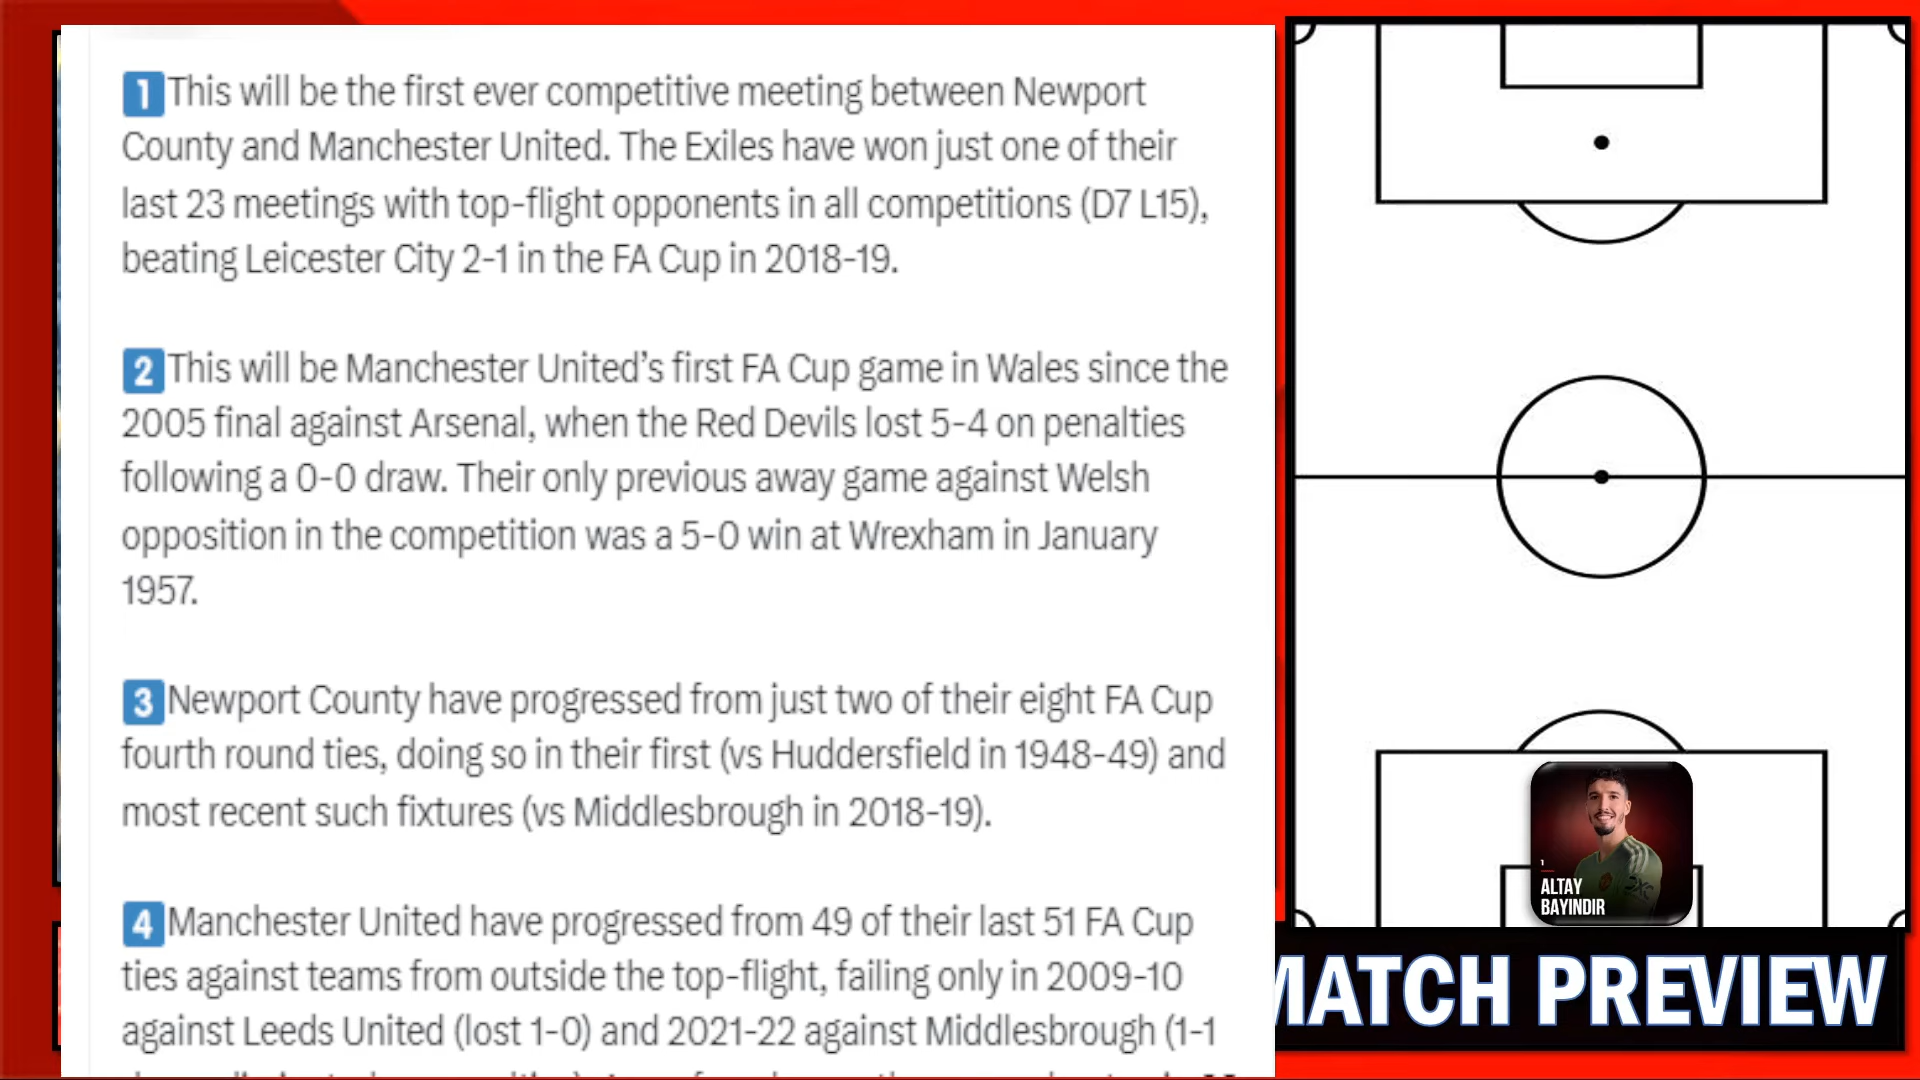 1 This will be the first ever competitive meeting between Newport
County and Manchester United. The Exiles have won just one of their
last 23 meetings with top-flight opponents in all competitions (D7 L15),
beating Leicester City 2-1 in the FA Cup in 2018-19.
2 This will be Manchester United’s first FA Cup game in Wales since the
2005 final against Arsenal, when the Red Devils lost 5-4 on penalties
following a 0-0 draw. Their only previous away game against Welsh
opposition in the competition was a 5-0 win at Wrexham in January
1957.
3 Newport County have progressed from just two of their eight FA Cup
fourth round ties, doing so in their first (vs Huddersfield in 1948-49) and
most recent such fixtures (vs Middlesbrough in 2018-19).
4 Manchester United have progressed from 49 of their last 51 FA Cup
ties against teams from outside the top-flight, failing only in 2009-10
against Leeds United (lost 1-0) and 2021-22 against Middlesbrough (1-1
1
ALTAY
BAYINDIR
MATCH PREVIEW